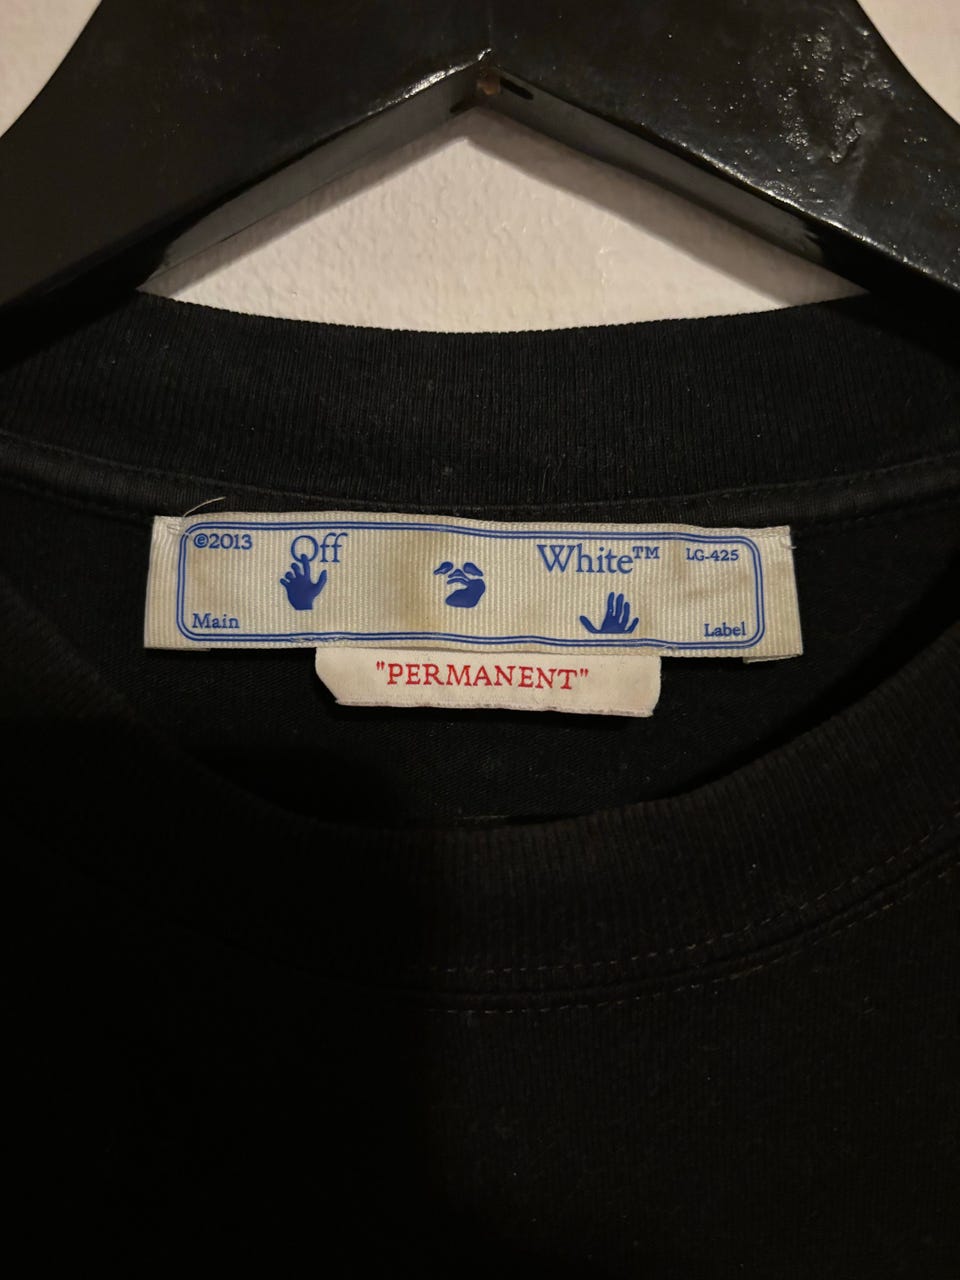 ©2013 Off White™ LG-425
Main Label
"PERMANENT"